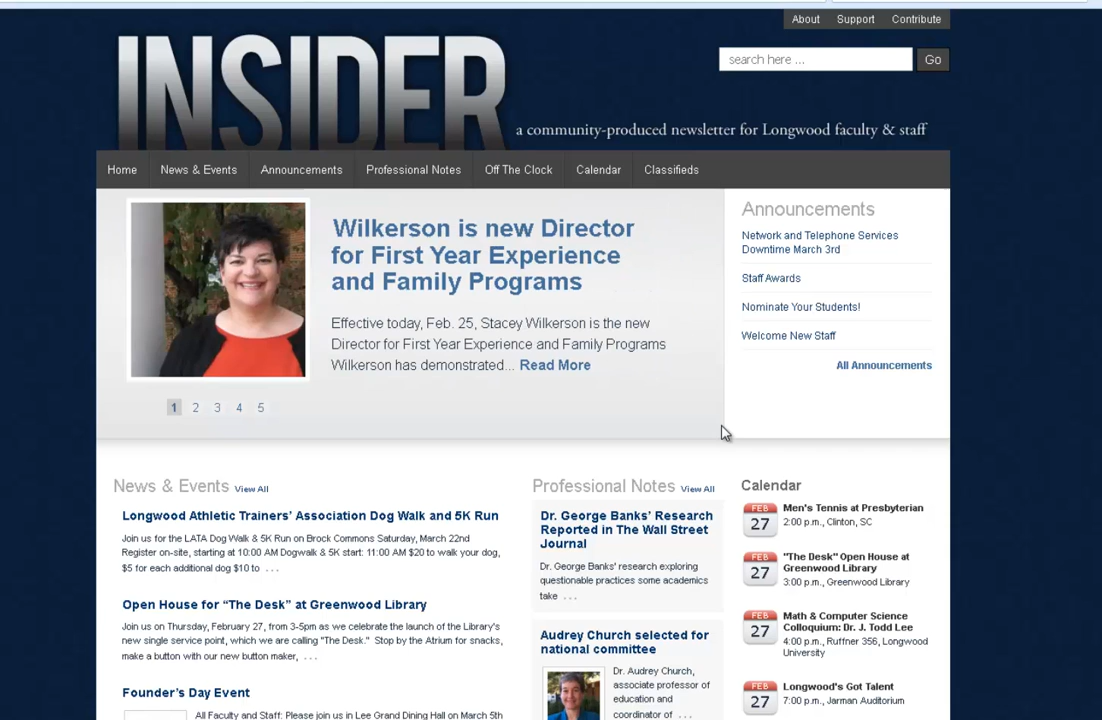 About Support Contribute
INSIDER
search here ... Go
a community-produced newsletter for Longwood faculty & staff
Home News & Events Announcements Professional Notes Off The Clock Calendar Classifieds
Wilkerson is new Director
for First Year Experience
and Family Programs
Effective today, Feb. 25, Stacey Wilkerson is the new
Director for First Year Experience and Family Programs
Wilkerson has demonstrated... Read More
1 2 3 4 5
Announcements
Network and Telephone Services
Downtime March 3rd
Staff Awards
Nominate Your Students!
Welcome New Staff
All Announcements
News & Events View All
Longwood Athletic Trainers' Association Dog Walk and 5K Run
Join us for the LATA Dog Walk & 5K Run on Brock Commons Saturday, March 22nd
Register on-site, starting at 10:00 AM Dogwalk & 5K start: 11:00 AM $20 to walk your dog,
$5 for each additional dog $10 to ...
Open House for “The Desk” at Greenwood Library
Join us on Thursday, February 27, from 3-5pm as we celebrate the launch of the Library's
new single service point, which we are calling "The Desk." Stop by the Atrium for snacks,
make a button with our new button maker, ...
Founder's Day Event
All Faculty and Staff: Please join us in Lee Grand Dining Hall on March 5th
Professional Notes View All
Dr. George Banks' Research
Reported in The Wall Street
Journal
Dr. George Banks' research exploring
questionable practices some academics
take ...
Audrey Church selected for
national committee
Dr. Audrey Church,
associate professor of
education and
coordinator of ...
Calendar
FEB
27
Men's Tennis at Presbyterian
2:00 p.m., Clinton, SC
FEB
27
"The Desk" Open House at
Greenwood Library
3:00 p.m., Greenwood Library
FEB
27
Math & Computer Science
Colloquium: Dr. J. Todd Lee
4:00 p.m., Ruffner 356, Longwood
University
FEB
27
Longwood's Got Talent
7:00 p.m., Jarman Auditorium